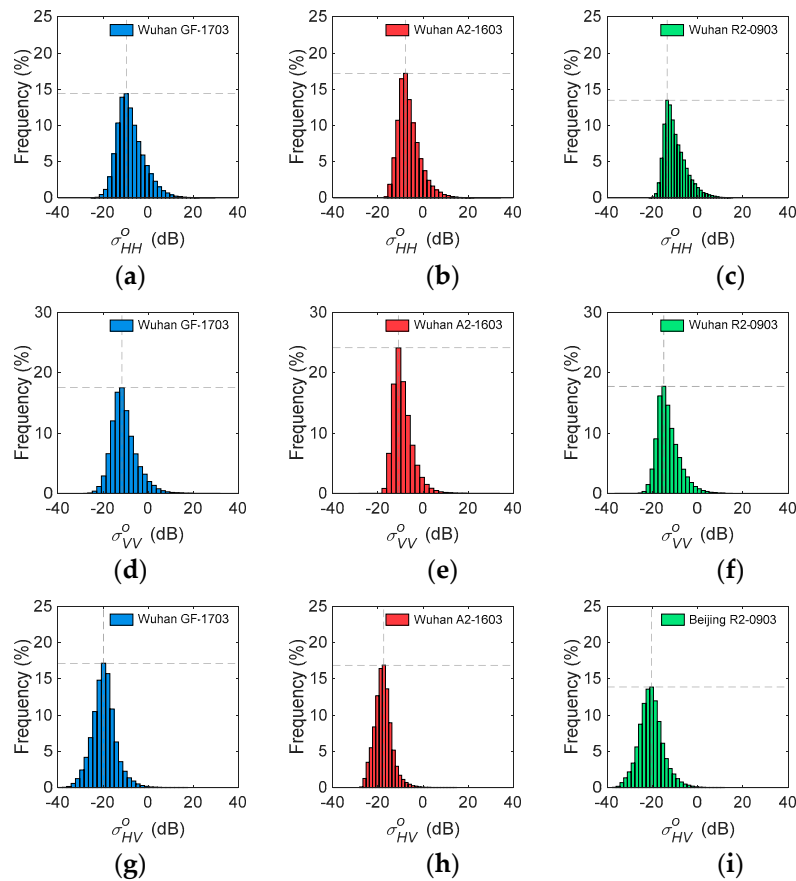 25
20
15
10
5
0
Frequency (%)
Wuhan GF-1703
-40 -20 0 20 40
σ^o_HH (dB)
(a)
25
20
15
10
5
0
Frequency (%)
Wuhan A2-1603
-40 -20 0 20 40
σ^o_HH (dB)
(b)
25
20
15
10
5
0
Frequency (%)
Wuhan R2-0903
-40 -20 0 20 40
σ^o_HH (dB)
(c)
30
20
10
0
Frequency (%)
Wuhan GF-1703
-40 -20 0 20 40
σ^o_VV (dB)
(d)
30
20
10
0
Frequency (%)
Wuhan A2-1603
-40 -20 0 20 40
σ^o_VV (dB)
(e)
30
20
10
0
Frequency (%)
Wuhan R2-0903
-40 -20 0 20 40
σ^o_VV (dB)
(f)
25
20
15
10
5
0
Frequency (%)
Wuhan GF-1703
-40 -20 0 20 40
σ^o_HV (dB)
(g)
25
20
15
10
5
0
Frequency (%)
Wuhan A2-1603
-40 -20 0 20 40
σ^o_HV (dB)
(h)
25
20
15
10
5
0
Frequency (%)
Beijing R2-0903
-40 -20 0 20 40
σ^o_HV (dB)
(i)